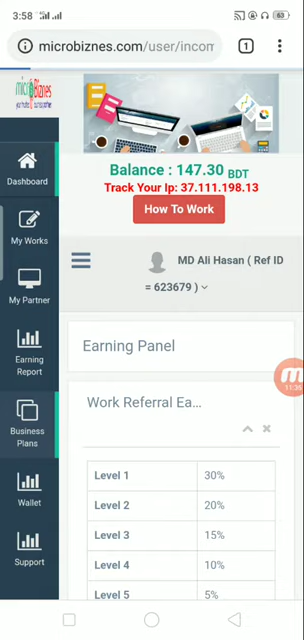 3:58
63
microbiznes.com/user/incom
1
microBiznes
Balance : 147.30 BDT
Track Your Ip: 37.111.198.13
How To Work
Dashboard
My Works
My Partner
Earning Report
Business Plans
Wallet
Support
MD Ali Hasan ( Ref ID
= 623679 )
Earning Panel
11:35
Work Referral Ea...
Level 1 30%
Level 2 20%
Level 3 15%
Level 4 10%
Level 5 5%